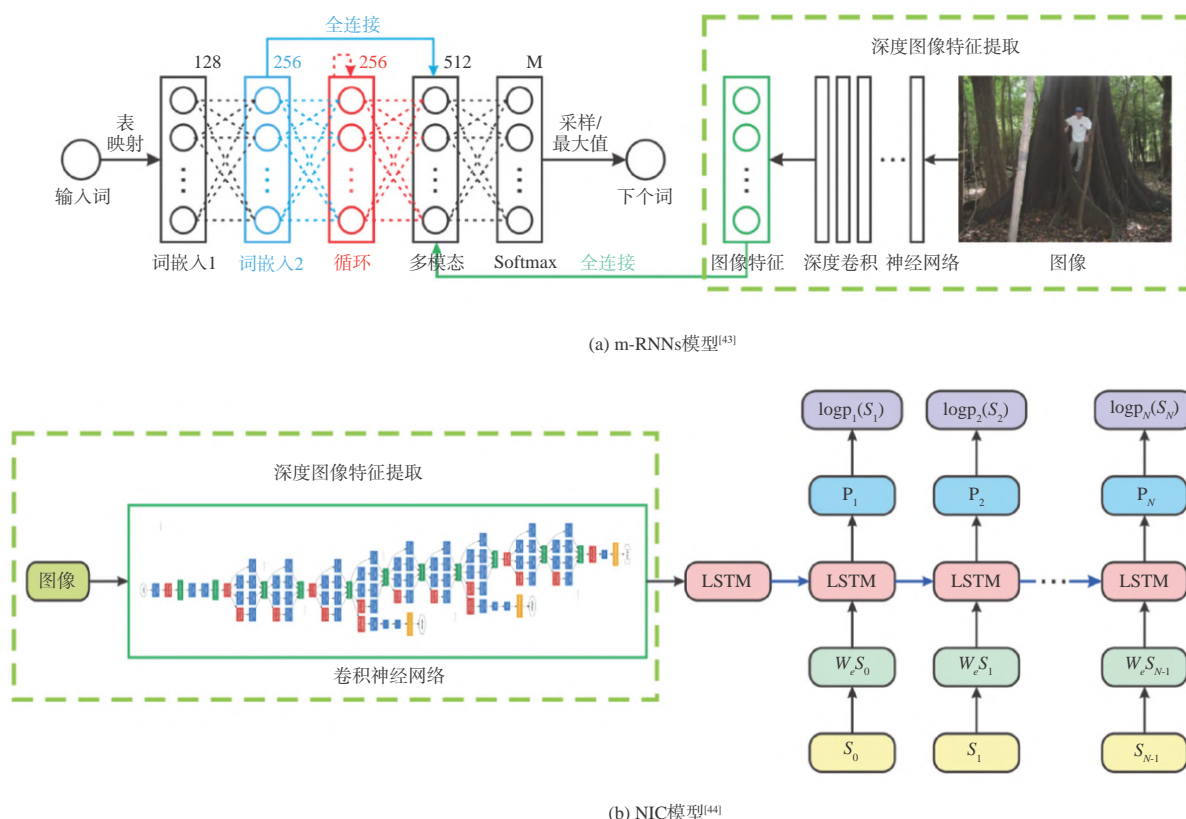 全连接
深度图像特征提取
128 256 256 512 M
表
映射
采样/
最大值
输入词
下个词
词嵌入1 词嵌入2 循环 多模态 Softmax
全连接
图像特征 深度卷积 神经网络 图像
(a) m-RNNs模型[43]
logp1(S1) logp2(S2) logpN(SN)
深度图像特征提取
P1 P2 PN
图像
LSTM LSTM LSTM LSTM
卷积神经网络
WeS0 WeS1 WeSN-1
S0 S1 SN-1
(b) NIC模型[44]